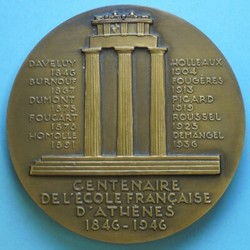 DAVELUY
1846
BURNOUF
1867
DUMONT
1875
FOUCART
1878
HOMOLLE
1891
HOLLEAUX
1904
FOUGÈRES
1913
PICARD
1919
ROUSSEL
1925
DEMANGEL
1936
CENTENAIRE
DE L'ÉCOLE FRANÇAISE
D'ATHÈNES
1846-1946